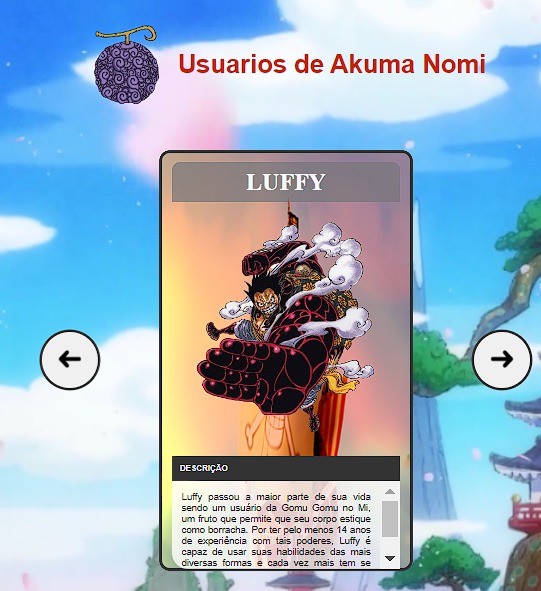 Usuarios de Akuma Nomi
LUFFY
DESCRIÇÃO
Luffy passou a maior parte de sua vida
sendo um usuário da Gomu Gomu no Mi,
um fruto que permite que seu corpo estique
como borracha. Por ter pelo menos 14 anos
de experiência com tais poderes, Luffy é
capaz de usar suas habilidades das mais
diversas formas e cada vez mais tem se